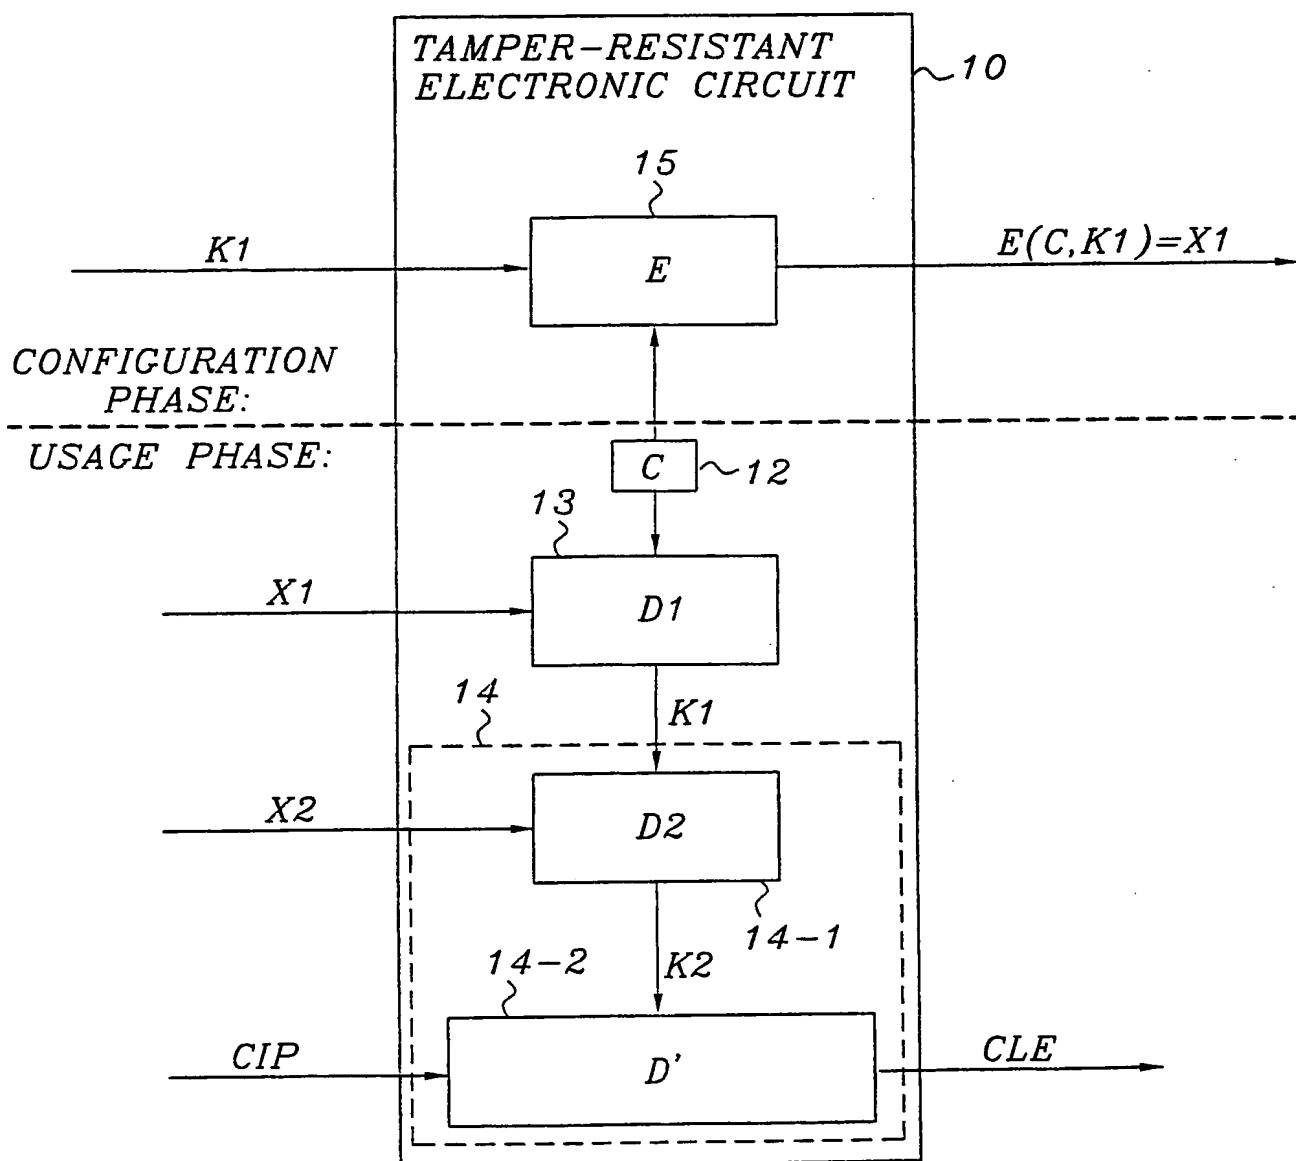 TAMPER-RESISTANT
ELECTRONIC CIRCUIT
10
15
K1
E
E(C,K1)=X1
CONFIGURATION
PHASE:
USAGE PHASE:
C
12
13
X1
D1
14
K1
X2
D2
14-1
14-2
K2
CIP
D'
CLE